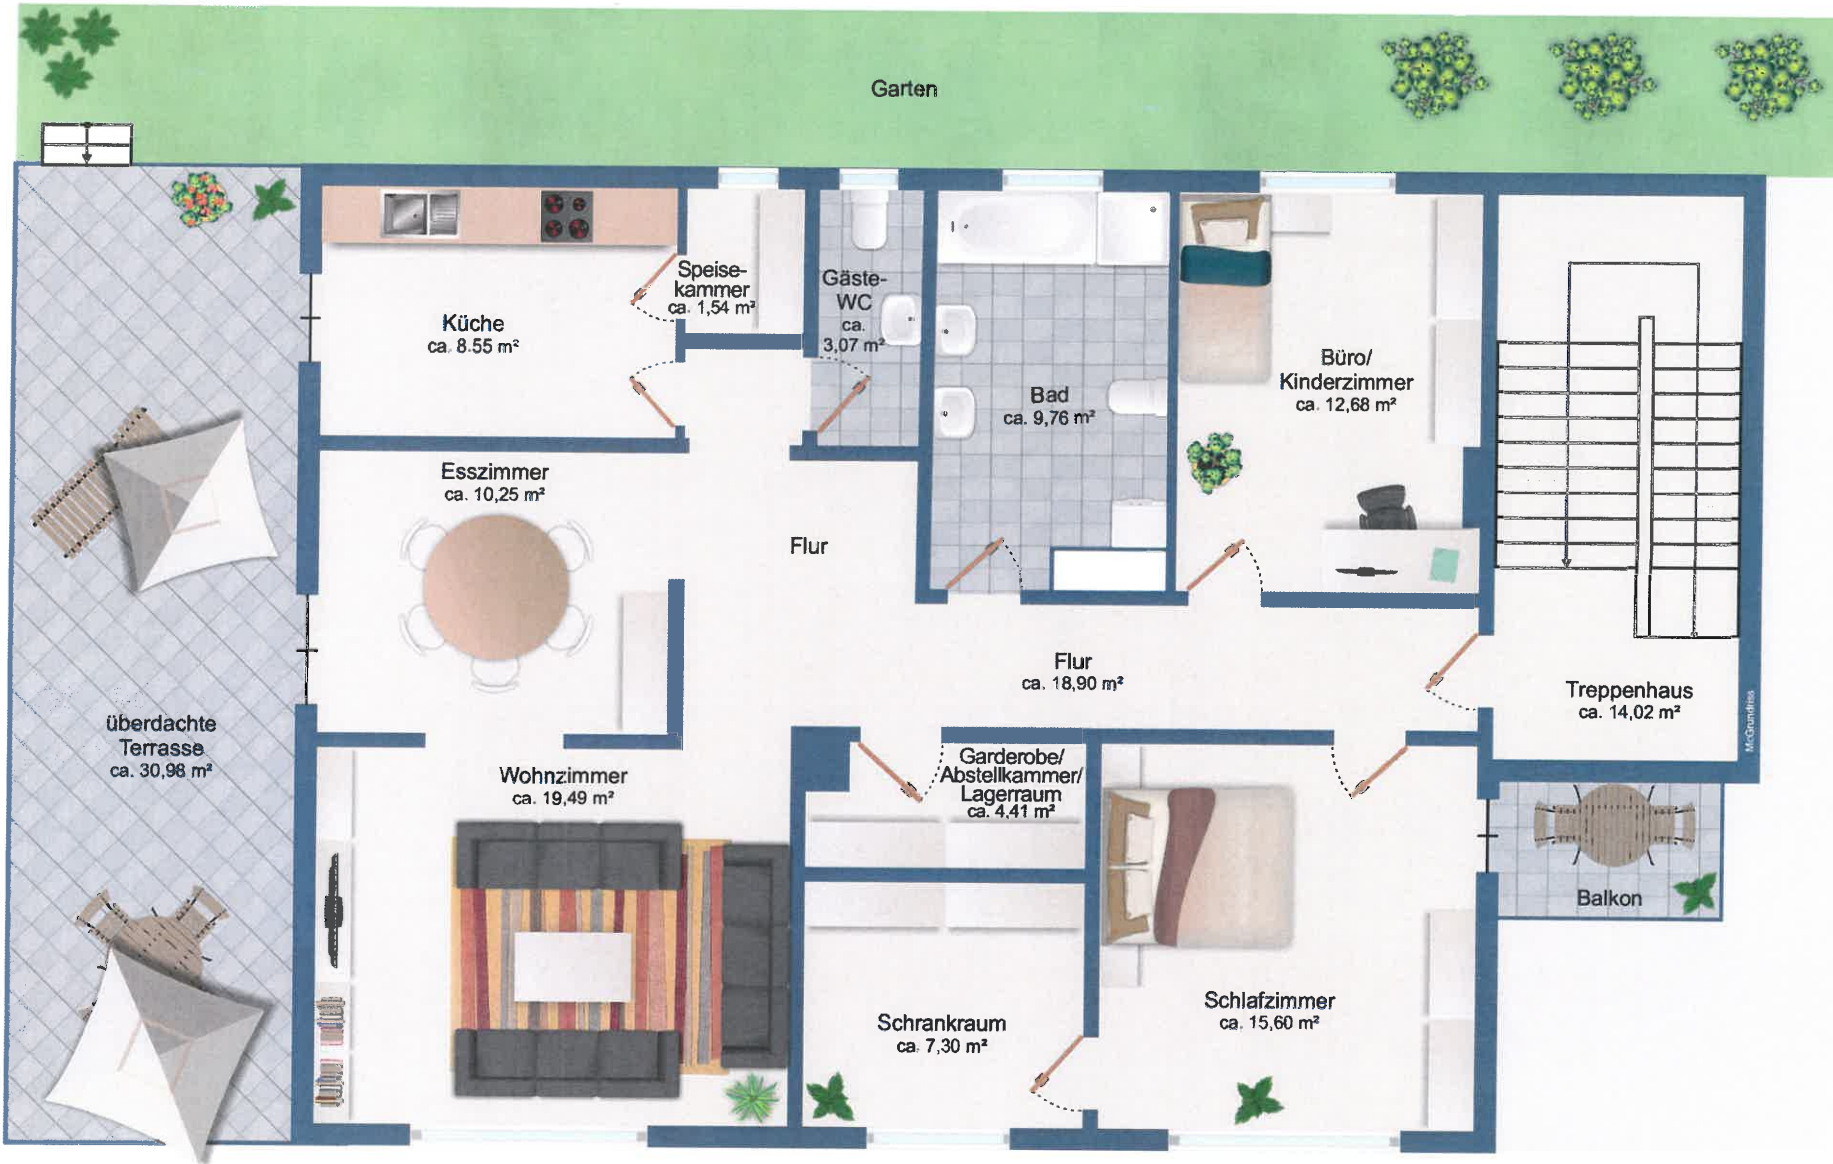 Garten
Speise-
kammer
ca. 1,54 m²
Gäste-
WC
ca.
3,07 m²
Küche
ca. 8.55 m²
Büro/
Kinderzimmer
ca. 12,68 m²
Bad
ca. 9,76 m²
Esszimmer
ca. 10,25 m²
Flur
Flur
ca. 18,90 m²
Treppenhaus
ca. 14,02 m²
McGrundriss
überdachte
Terrasse
ca. 30,98 m²
Wohnzimmer
ca. 19,49 m²
Garderobe/
Abstellkammer/
Lagerraum
ca. 4,41 m²
Balkon
Schlafzimmer
ca. 15,60 m²
Schrankraum
ca. 7,30 m²